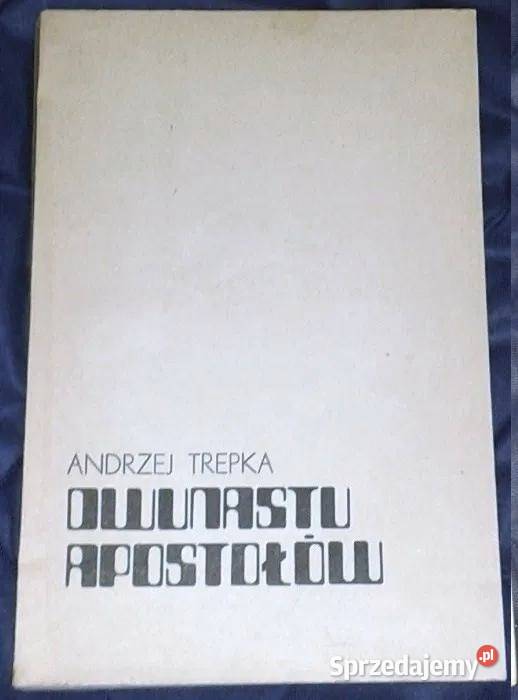 ANDRZEJ TREPKA
DWUNASTU
APOSTOŁÓW
Sprzedajemy.pl